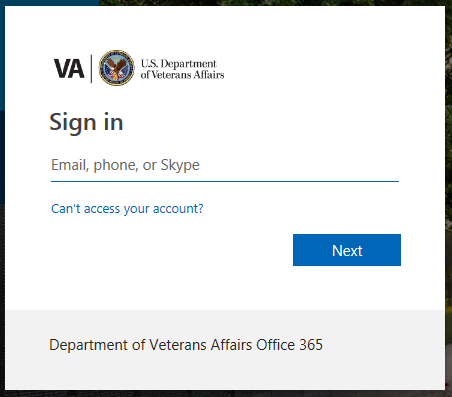 VA
U.S. Department
of Veterans Affairs
Sign in
Email, phone, or Skype
Can't access your account?
Next
Department of Veterans Affairs Office 365